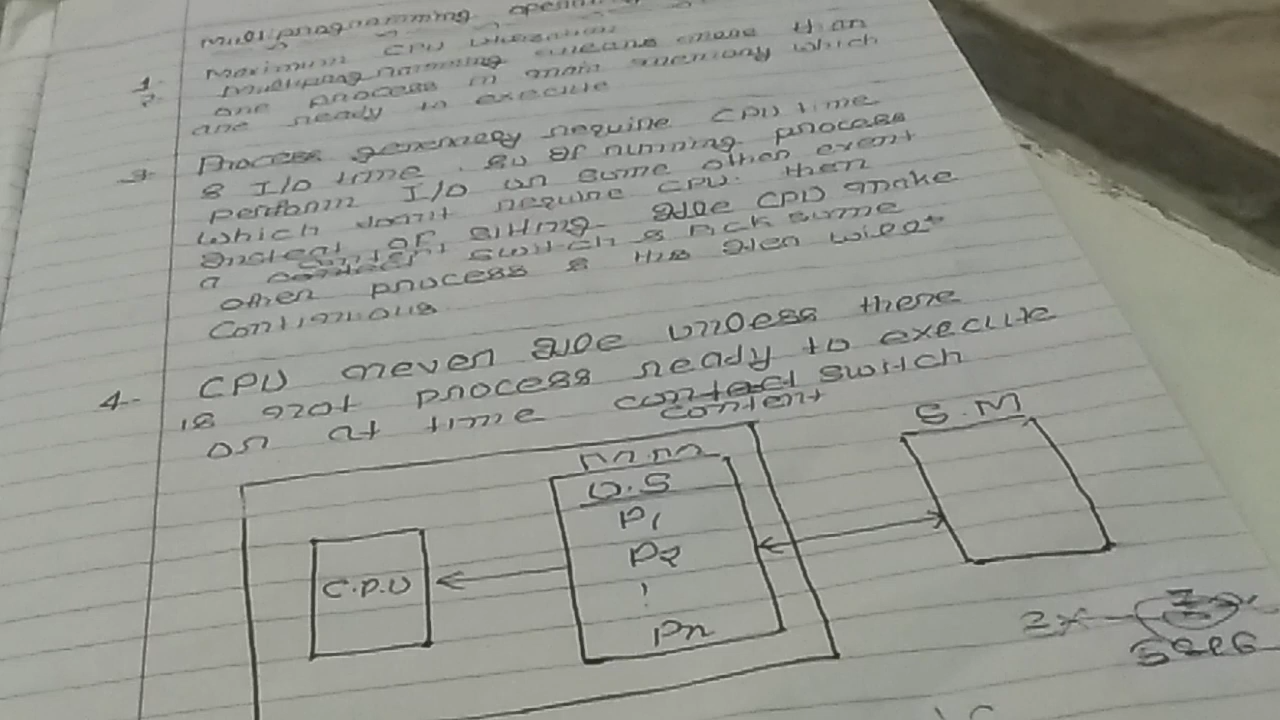 Multiprogramming
1. Maximum CPU utilization
2. Multiprogramming means more than
one process in main memory which
are ready to execute
3. Process generally require CPU time
& I/O time. so if running process
perform I/O or some other event
which don't require CPU. then
instead of sitting idle CPU make
a context switch & Pick some
other process & this idea will
Continuous
4. CPU never idle unless there
is not process ready to execute
or at time context switch
context
S.M
m.m
O.S
P1
P2
C.P.U
Pn
2x